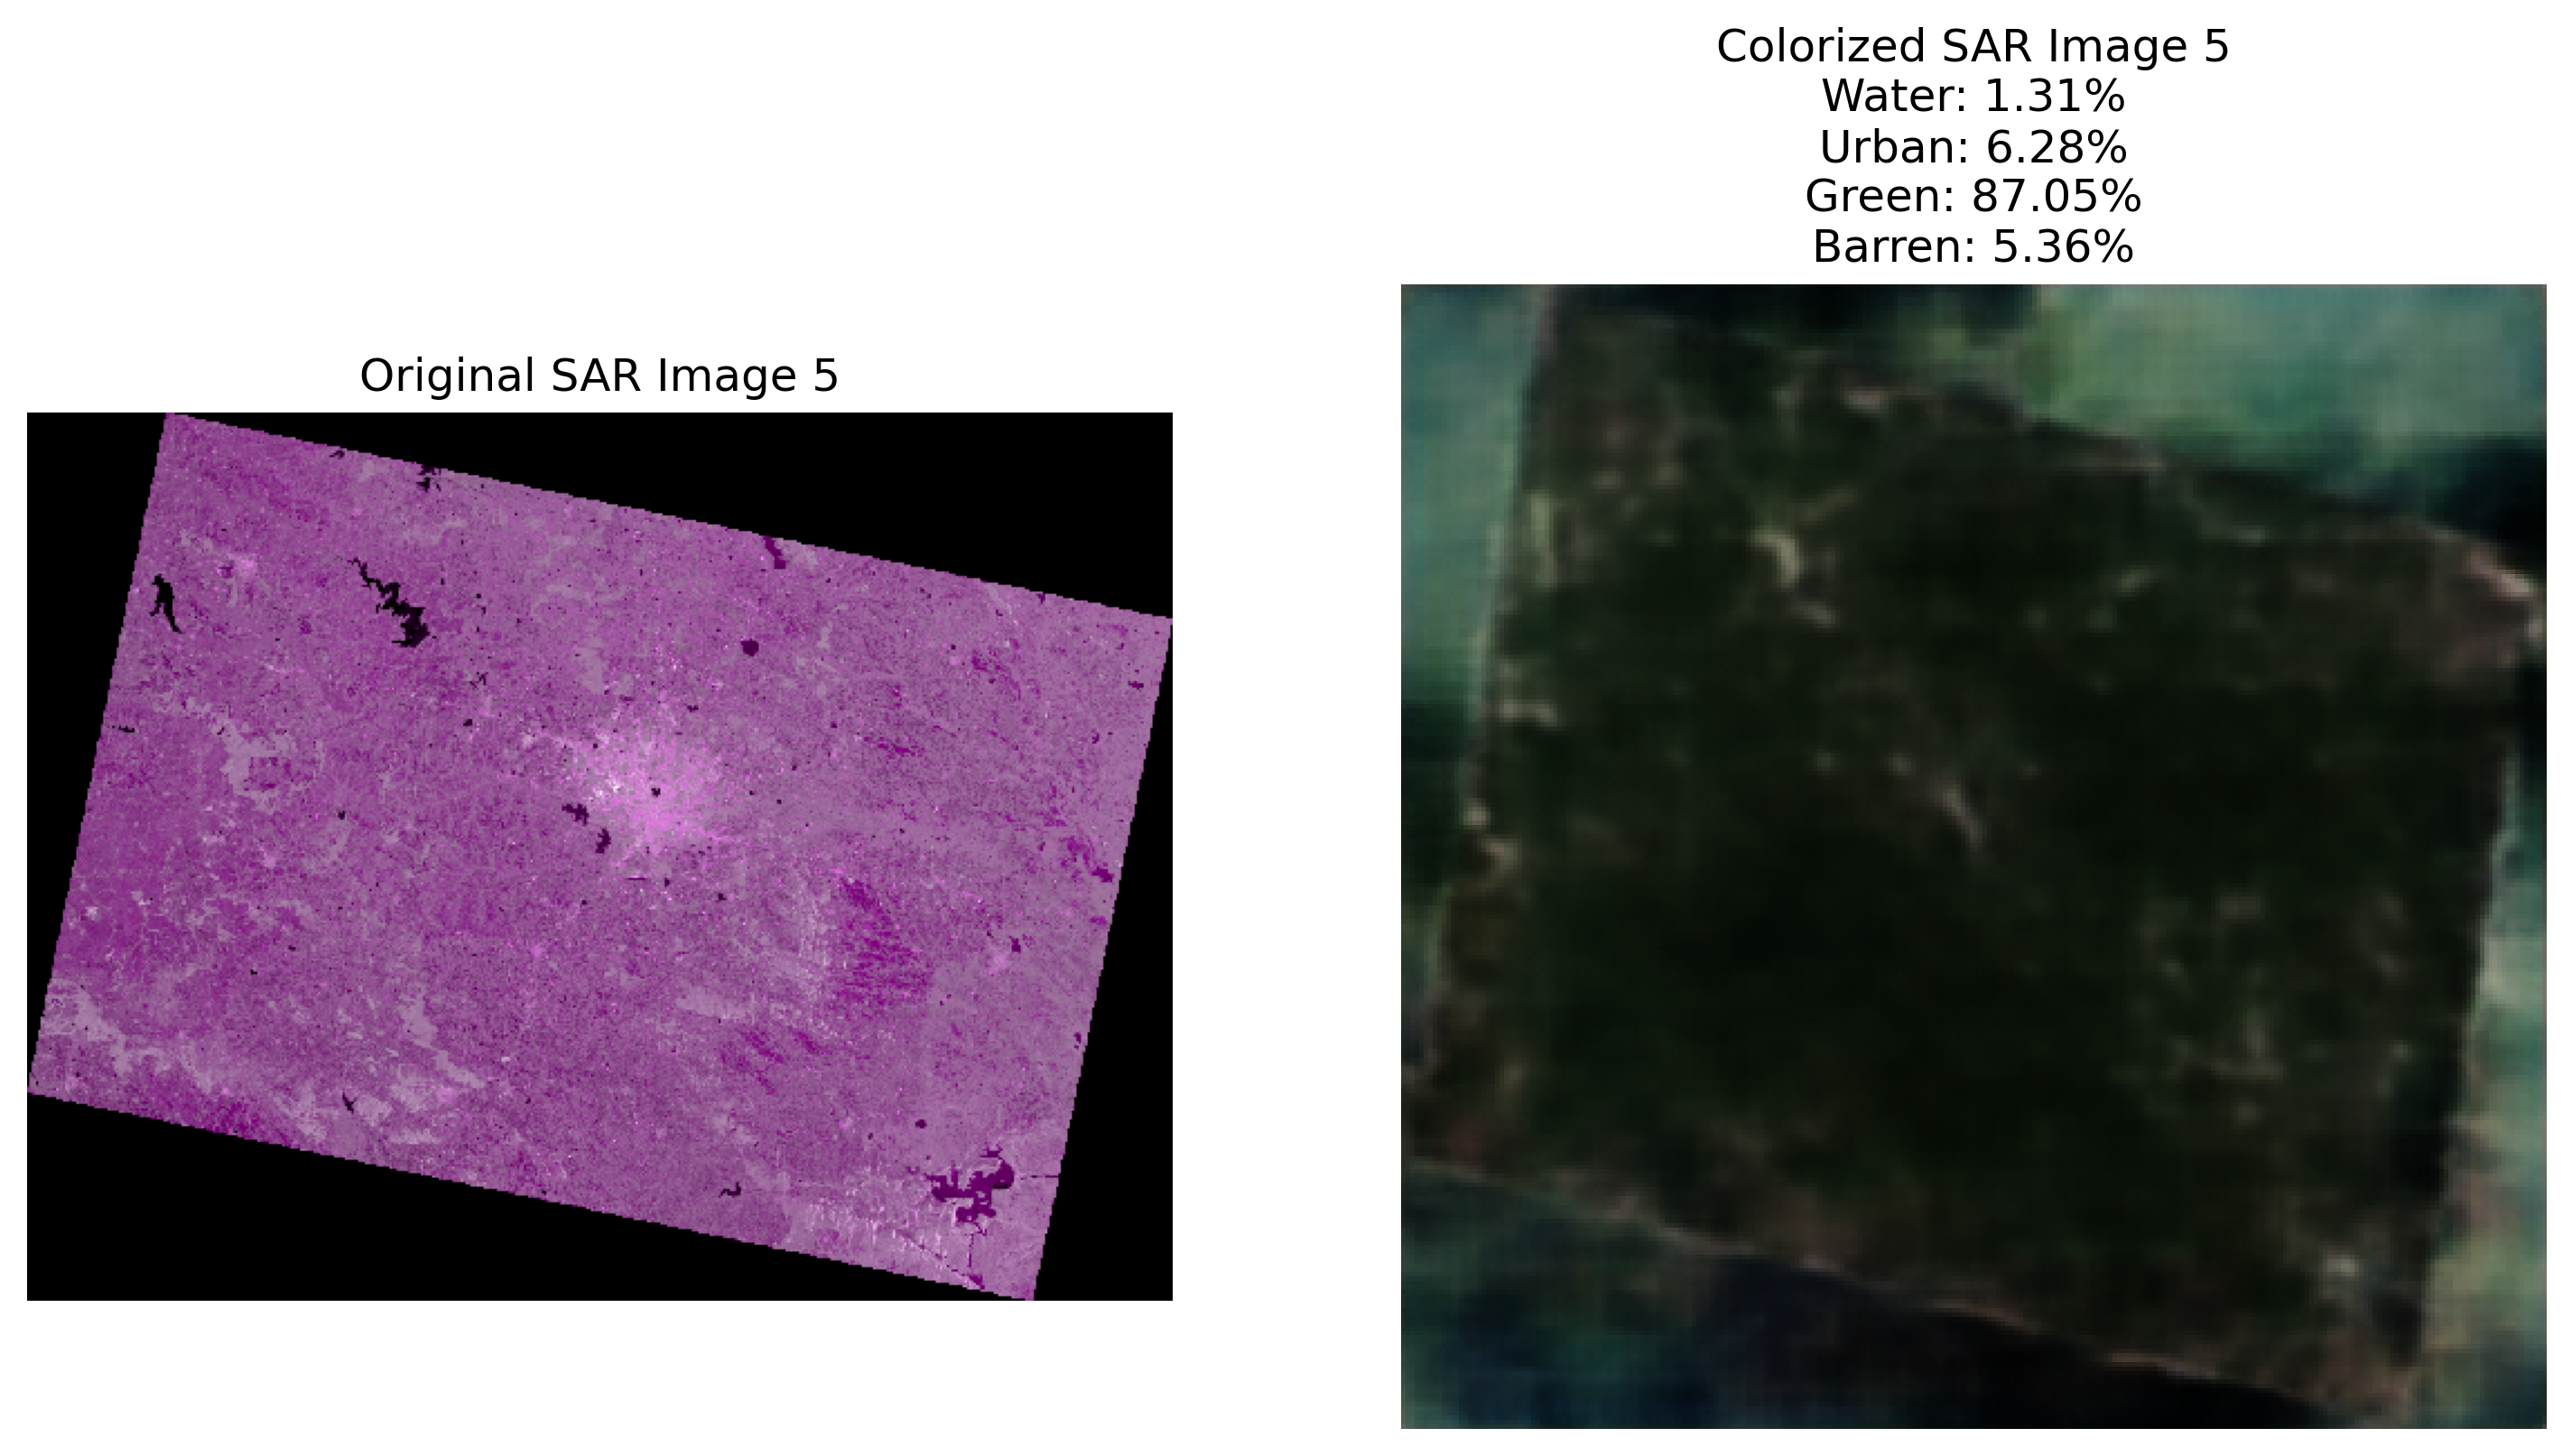 Original SAR Image 5
Colorized SAR Image 5
Water: 1.31%
Urban: 6.28%
Green: 87.05%
Barren: 5.36%